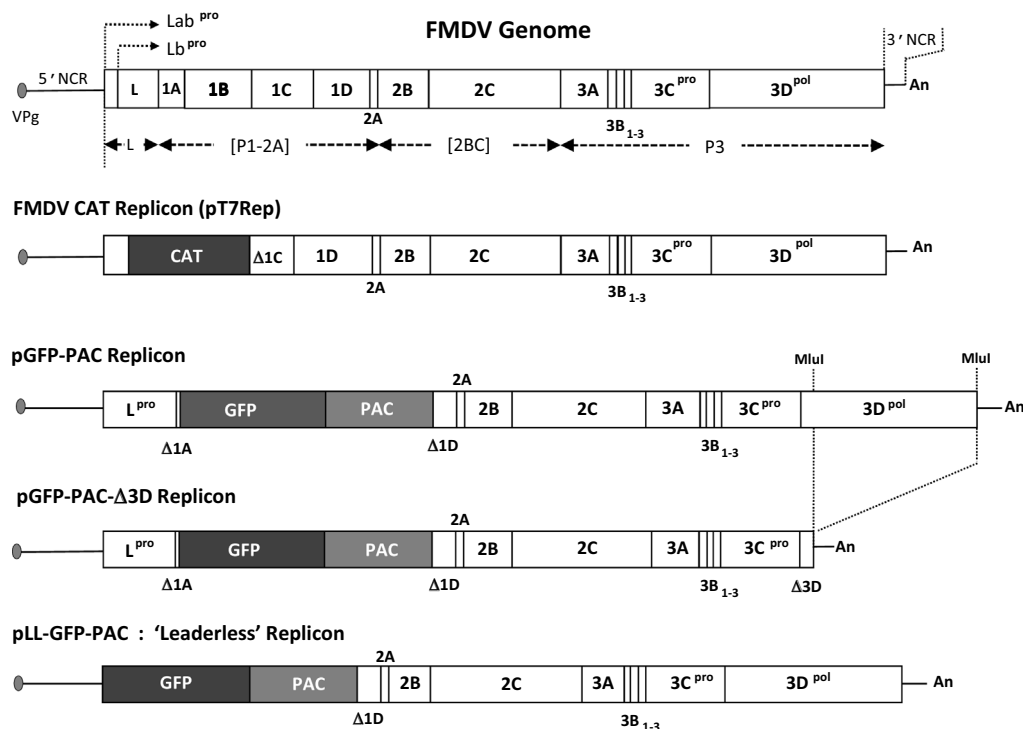 FMDV Genome
Lab pro
Lb pro
3 ' NCR
5 ' NCR
L 1A 1B 1C 1D 2B 2C 3A 3C pro 3D pol
An
VPg
2A
3B 1-3
L [P1-2A] [2BC] P3
FMDV CAT Replicon (pT7Rep)
CAT Δ1C 1D 2B 2C 3A 3C pro 3D pol
An
2A 3B 1-3
pGFP-PAC Replicon
MluI MluI
2A
L pro GFP PAC 2B 2C 3A 3C pro 3D pol
An
Δ1A Δ1D 3B 1-3
pGFP-PAC-Δ3D Replicon
2A
L pro GFP PAC 2B 2C 3A 3C pro
An
Δ1A Δ1D 3B 1-3 Δ3D
pLL-GFP-PAC : ‘Leaderless’ Replicon
2A
GFP PAC 2B 2C 3A 3C pro 3D pol
An
Δ1D 3B 1-3